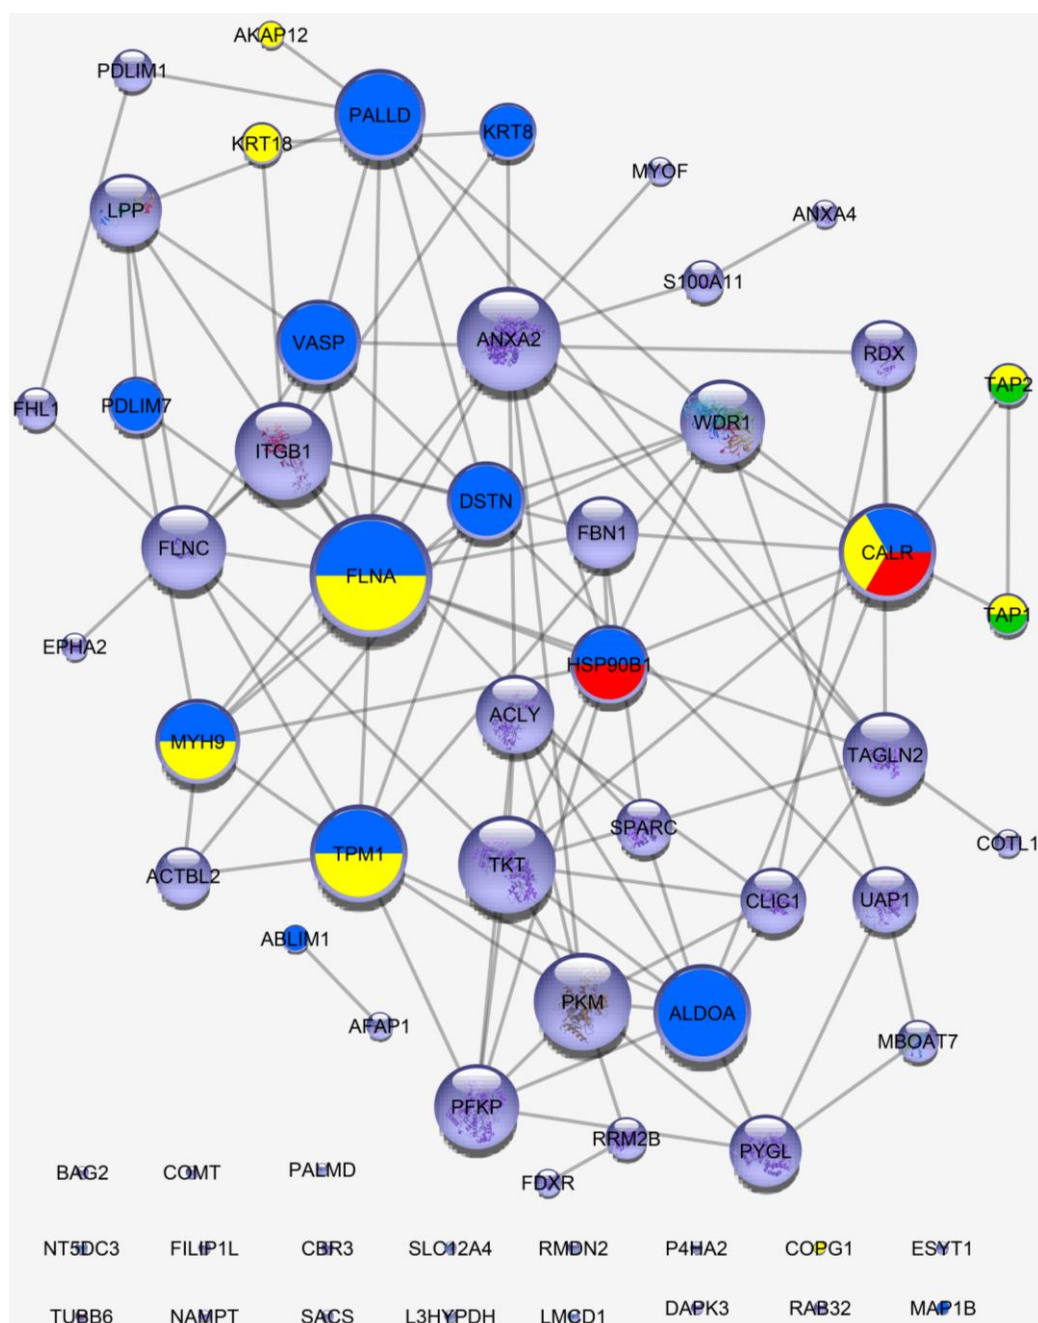 AKAP12
PDLIM1
PALLD
KRT18
KRT8
MYOF
LPP
ANXA4
S100A11
VASP
ANXA2
RDX
TAP2
FHL1
PDLIM7
WDR1
ITGB1
DSTN
FBN1
FLNC
CALR
FLNA
TAP1
EPHA2
HSP90B1
ACLY
MYH9
TAGLN2
SPARC
COTL1
TPM1
TKT
ACTBL2
CLIC1
UAP1
ABLIM1
PKM
ALDOA
AFAP1
MBOAT7
PFKP
RRM2B
PYGL
FDXR
BAG2
COMT
PALMD
NT5DC3
FILIP1L
CBR3
SLC12A4
RMDN2
P4HA2
COPG1
ESYT1
TUBB6
NAMPT
SACS
L3HYPDH
LMCD1
DAPK3
RAB32
MAP1B